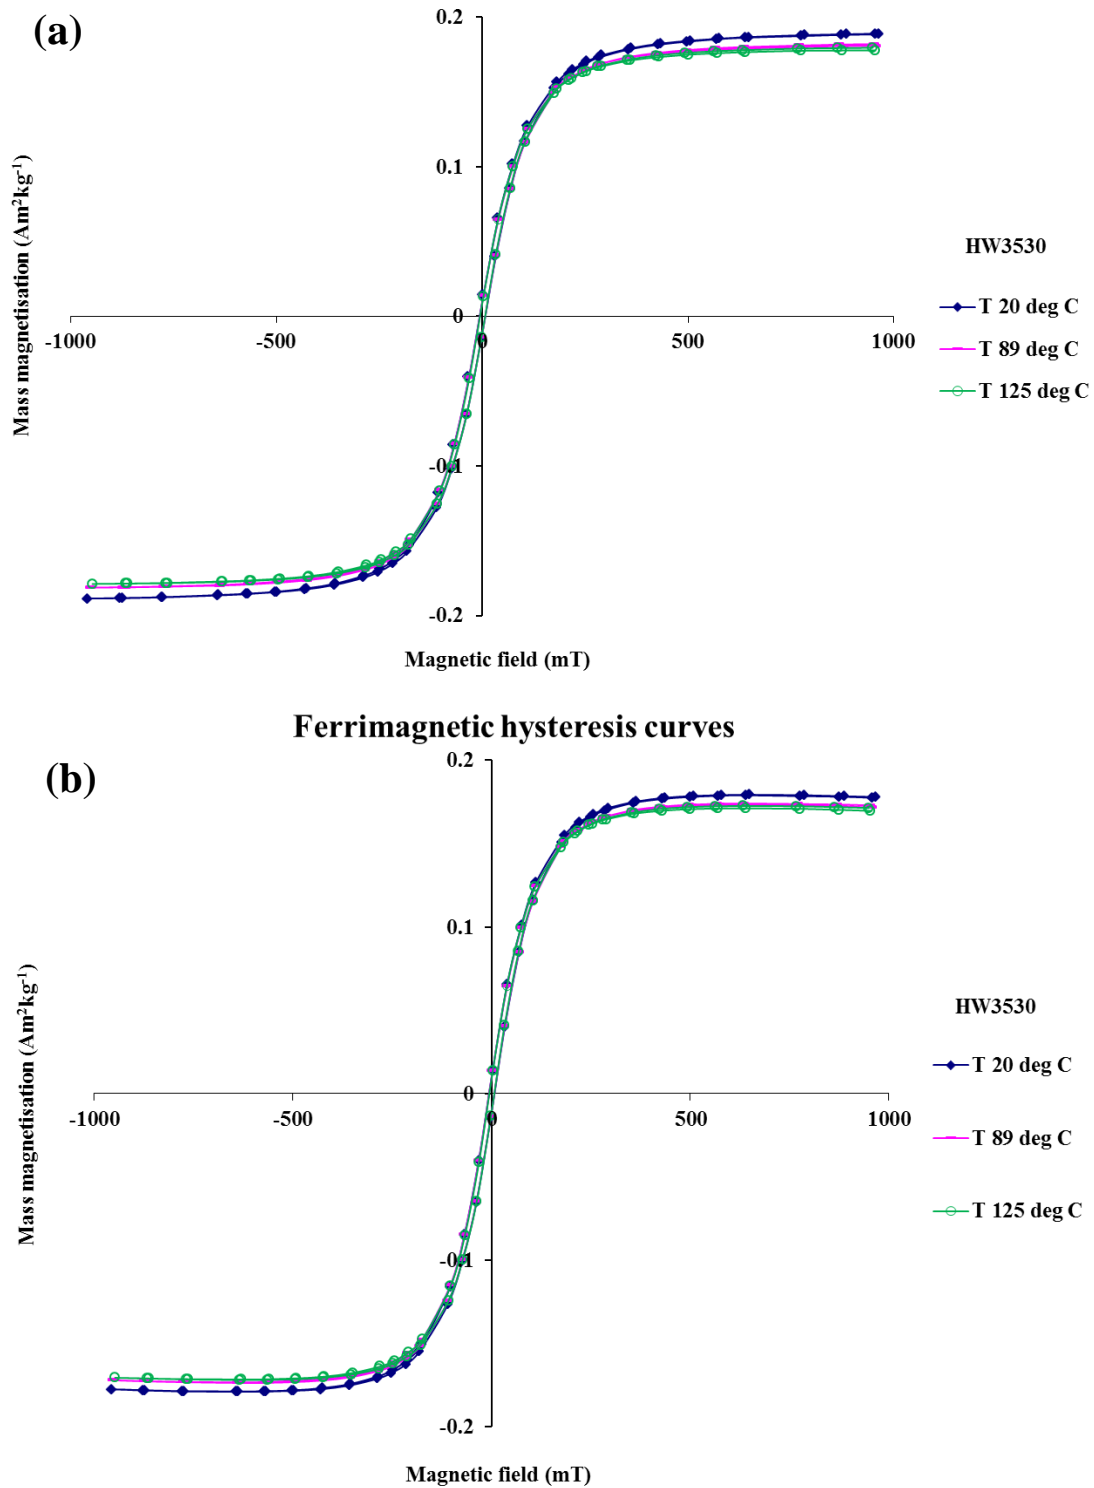 (a)
0.2
0.1
0
-0.1
-0.2
-1000
-500
0
500
1000
Mass magnetisation (Am²kg⁻¹)
Magnetic field (mT)
HW3530
T 20 deg C
T 89 deg C
T 125 deg C
Ferrimagnetic hysteresis curves
(b)
0.2
0.1
0
-0.1
-0.2
-1000
-500
0
500
1000
Mass magnetisation (Am²kg⁻¹)
Magnetic field (mT)
HW3530
T 20 deg C
T 89 deg C
T 125 deg C